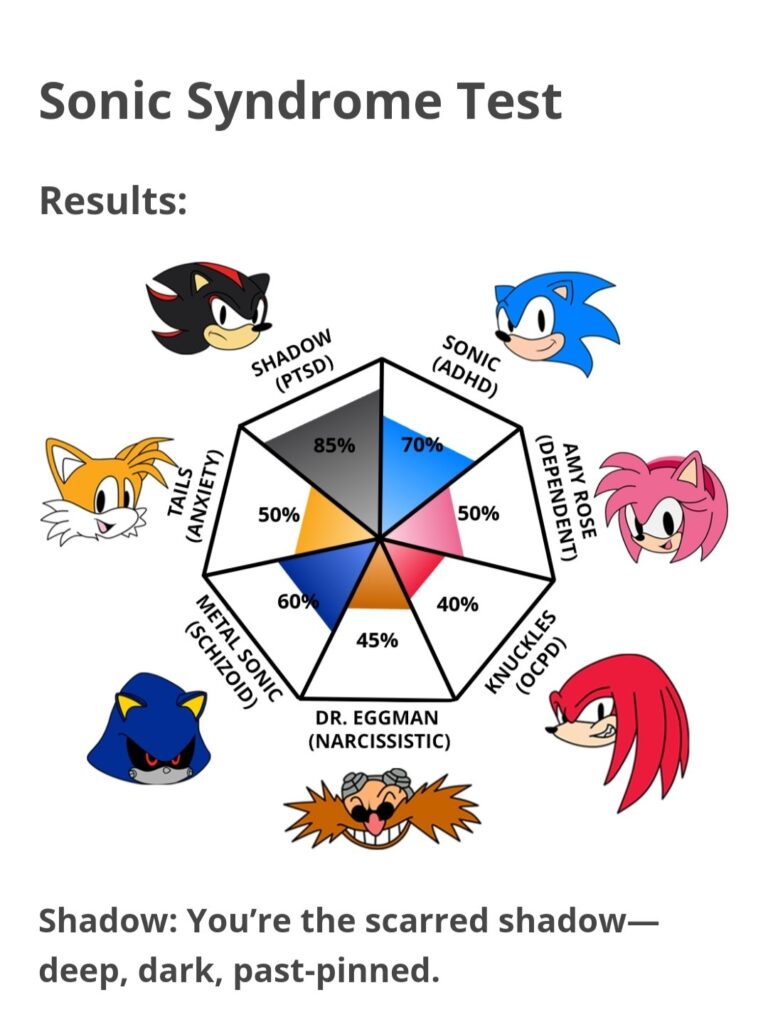 Sonic Syndrome Test
Results:
SHADOW
(PTSD)
SONIC
(ADHD)
85%
70%
TAILS
(ANXIETY)
AMY ROSE
(DEPENDENT)
50%
50%
60%
40%
METAL SONIC
(SCHIZOID)
45%
KNUCKLES
(OCPD)
DR. EGGMAN
(NARCISSISTIC)
Shadow: You’re the scarred shadow—
deep, dark, past-pinned.